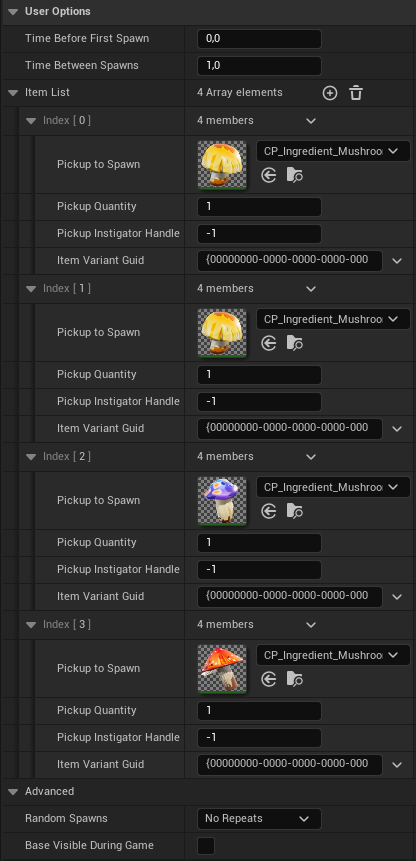 User Options
Time Before First Spawn 0,0
Time Between Spawns 1,0
Item List 4 Array elements
Index [ 0 ] 4 members
Pickup to Spawn CP_Ingredient_Mushroo
Pickup Quantity 1
Pickup Instigator Handle -1
Item Variant Guid {00000000-0000-0000-0000-000
Index [ 1 ] 4 members
Pickup to Spawn CP_Ingredient_Mushroo
Pickup Quantity 1
Pickup Instigator Handle -1
Item Variant Guid {00000000-0000-0000-0000-000
Index [ 2 ] 4 members
Pickup to Spawn CP_Ingredient_Mushroo
Pickup Quantity 1
Pickup Instigator Handle -1
Item Variant Guid {00000000-0000-0000-0000-000
Index [ 3 ] 4 members
Pickup to Spawn CP_Ingredient_Mushroo
Pickup Quantity 1
Pickup Instigator Handle -1
Item Variant Guid {00000000-0000-0000-0000-000
Advanced
Random Spawns No Repeats
Base Visible During Game